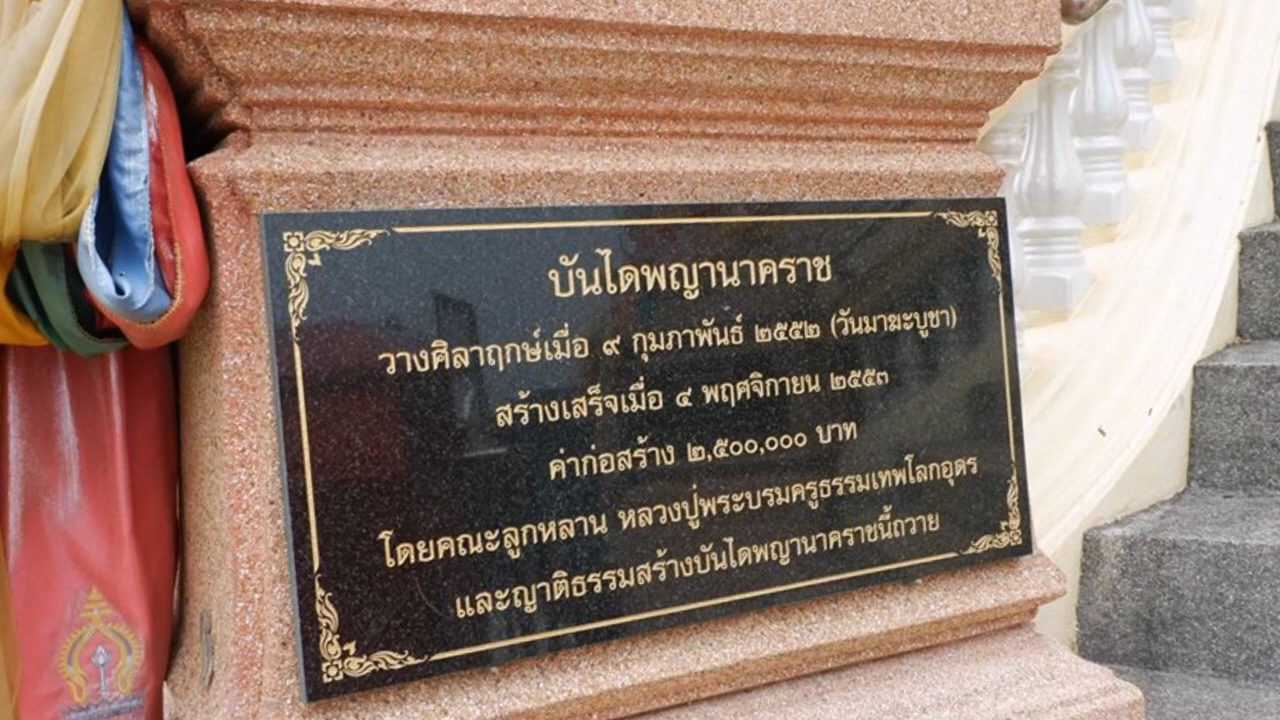 บันไดพญานาคราช
วางศิลาฤกษ์เมื่อ ๙ กุมภาพันธ์ ๒๕๕๒ (วันมาฆะบูชา)
สร้างเสร็จเมื่อ ๔ พฤศจิกายน ๒๕๕๓
ค่าก่อสร้าง ๒,๕๐๐,๐๐๐ บาท
โดยคณะลูกหลาน หลวงปู่พระบรมครูธรรมเทพโลกอุดร
และญาติธรรมสร้างบันไดพญานาคราชนี้ถวาย